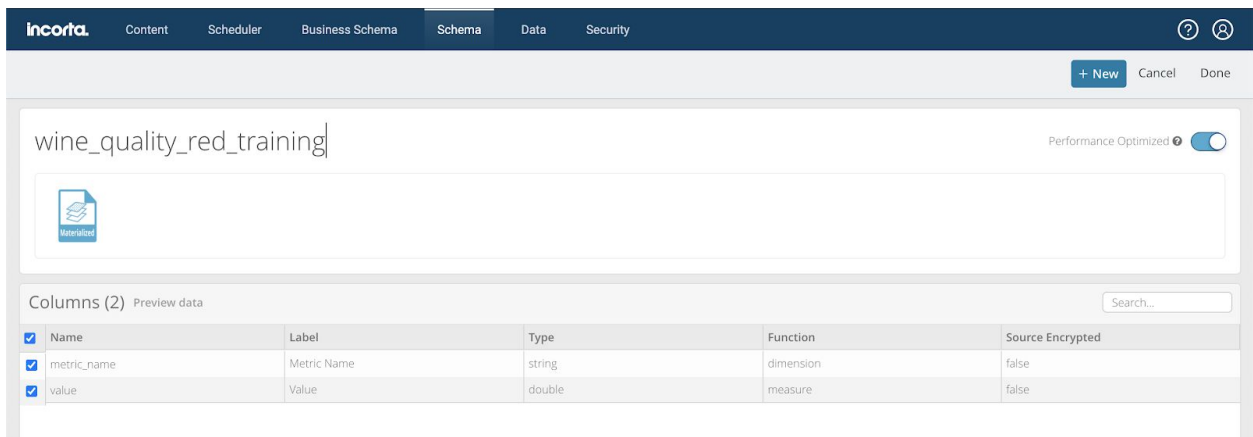 incorta. Content Scheduler Business Schema Schema Data Security ?
+ New Cancel Done
wine_quality_red_training
Performance Optimized ?
Materialized
Columns (2) Preview data Search...
Name Label Type Function Source Encrypted
metric_name Metric Name string dimension false
value Value double measure false